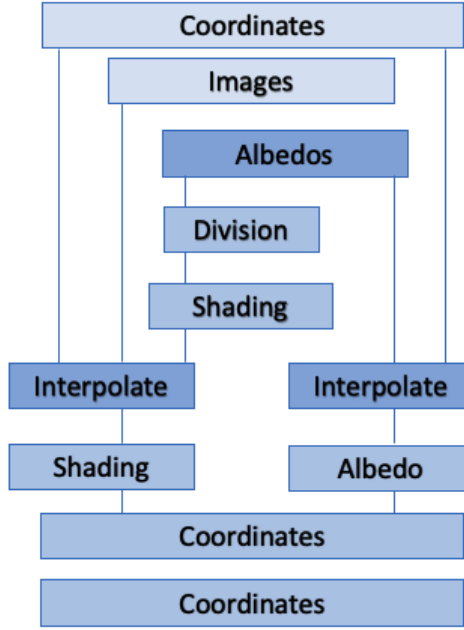 Coordinates
Images
Albedos
Division
Shading
Interpolate
Interpolate
Shading
Albedo
Coordinates
Coordinates